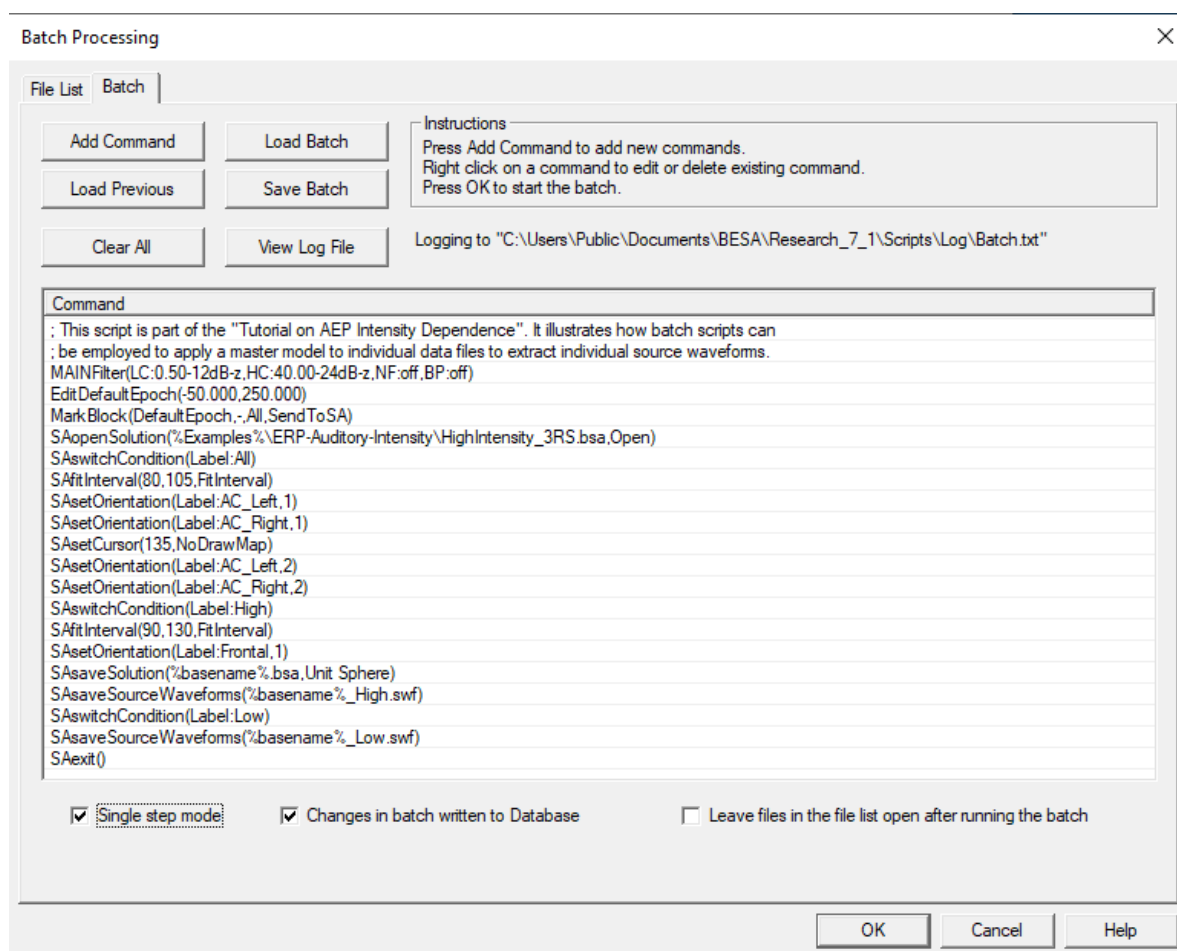 Batch Processing
File List
Batch
Add Command
Load Batch
Load Previous
Save Batch
Clear All
View Log File
Instructions
Press Add Command to add new commands.
Right click on a command to edit or delete existing command.
Press OK to start the batch.
Logging to "C:\Users\Public\Documents\BESA\Research_7_1\Scripts\Log\Batch.txt"
Command
; This script is part of the "Tutorial on AEP Intensity Dependence". It illustrates how batch scripts can
; be employed to apply a master model to individual data files to extract individual source waveforms.
MAINFilter(LC:0.50-12dB-z,HC:40.00-24dB-z,NF:off,BP:off)
EditDefaultEpoch(-50.000,250.000)
MarkBlock(DefaultEpoch,-,All,SendToSA)
SAopenSolution(%Examples%\ERP-Auditory-Intensity\HighIntensity_3RS.bsa,Open)
SAswitchCondition(Label:All)
SAfitInterval(80,105,FitInterval)
SAsetOrientation(Label:AC_Left,1)
SAsetOrientation(Label:AC_Right,1)
SAsetCursor(135,NoDrawMap)
SAsetOrientation(Label:AC_Left,2)
SAsetOrientation(Label:AC_Right,2)
SAswitchCondition(Label:High)
SAfitInterval(90,130,FitInterval)
SAsetOrientation(Label:Frontal,1)
SAsaveSolution(%basename%.bsa,Unit Sphere)
SAsaveSourceWaveforms(%basename%_High.swf)
SAswitchCondition(Label:Low)
SAsaveSourceWaveforms(%basename%_Low.swf)
SAexit()
Single step mode
Changes in batch written to Database
Leave files in the file list open after running the batch
OK
Cancel
Help